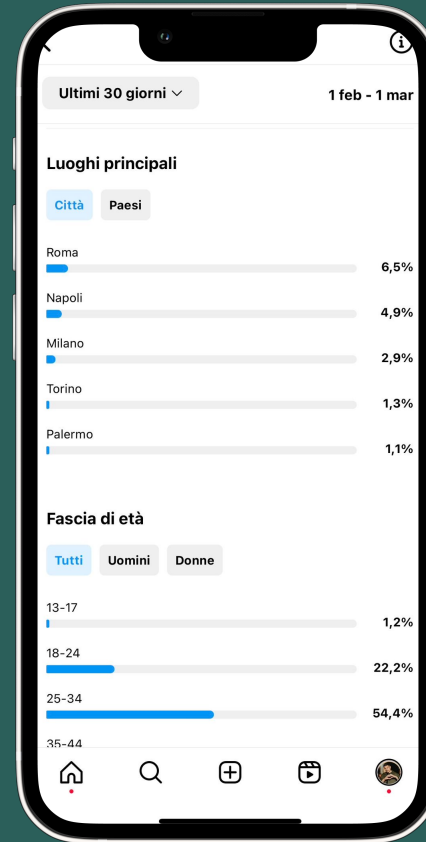 Ultimi 30 giorni
1 feb - 1 mar
Luoghi principali
Città Paesi
Roma
6,5%
Napoli
4,9%
Milano
2,9%
Torino
1,3%
Palermo
1,1%
Fascia di età
Tutti Uomini Donne
13-17
1,2%
18-24
22,2%
25-34
54,4%
35-44